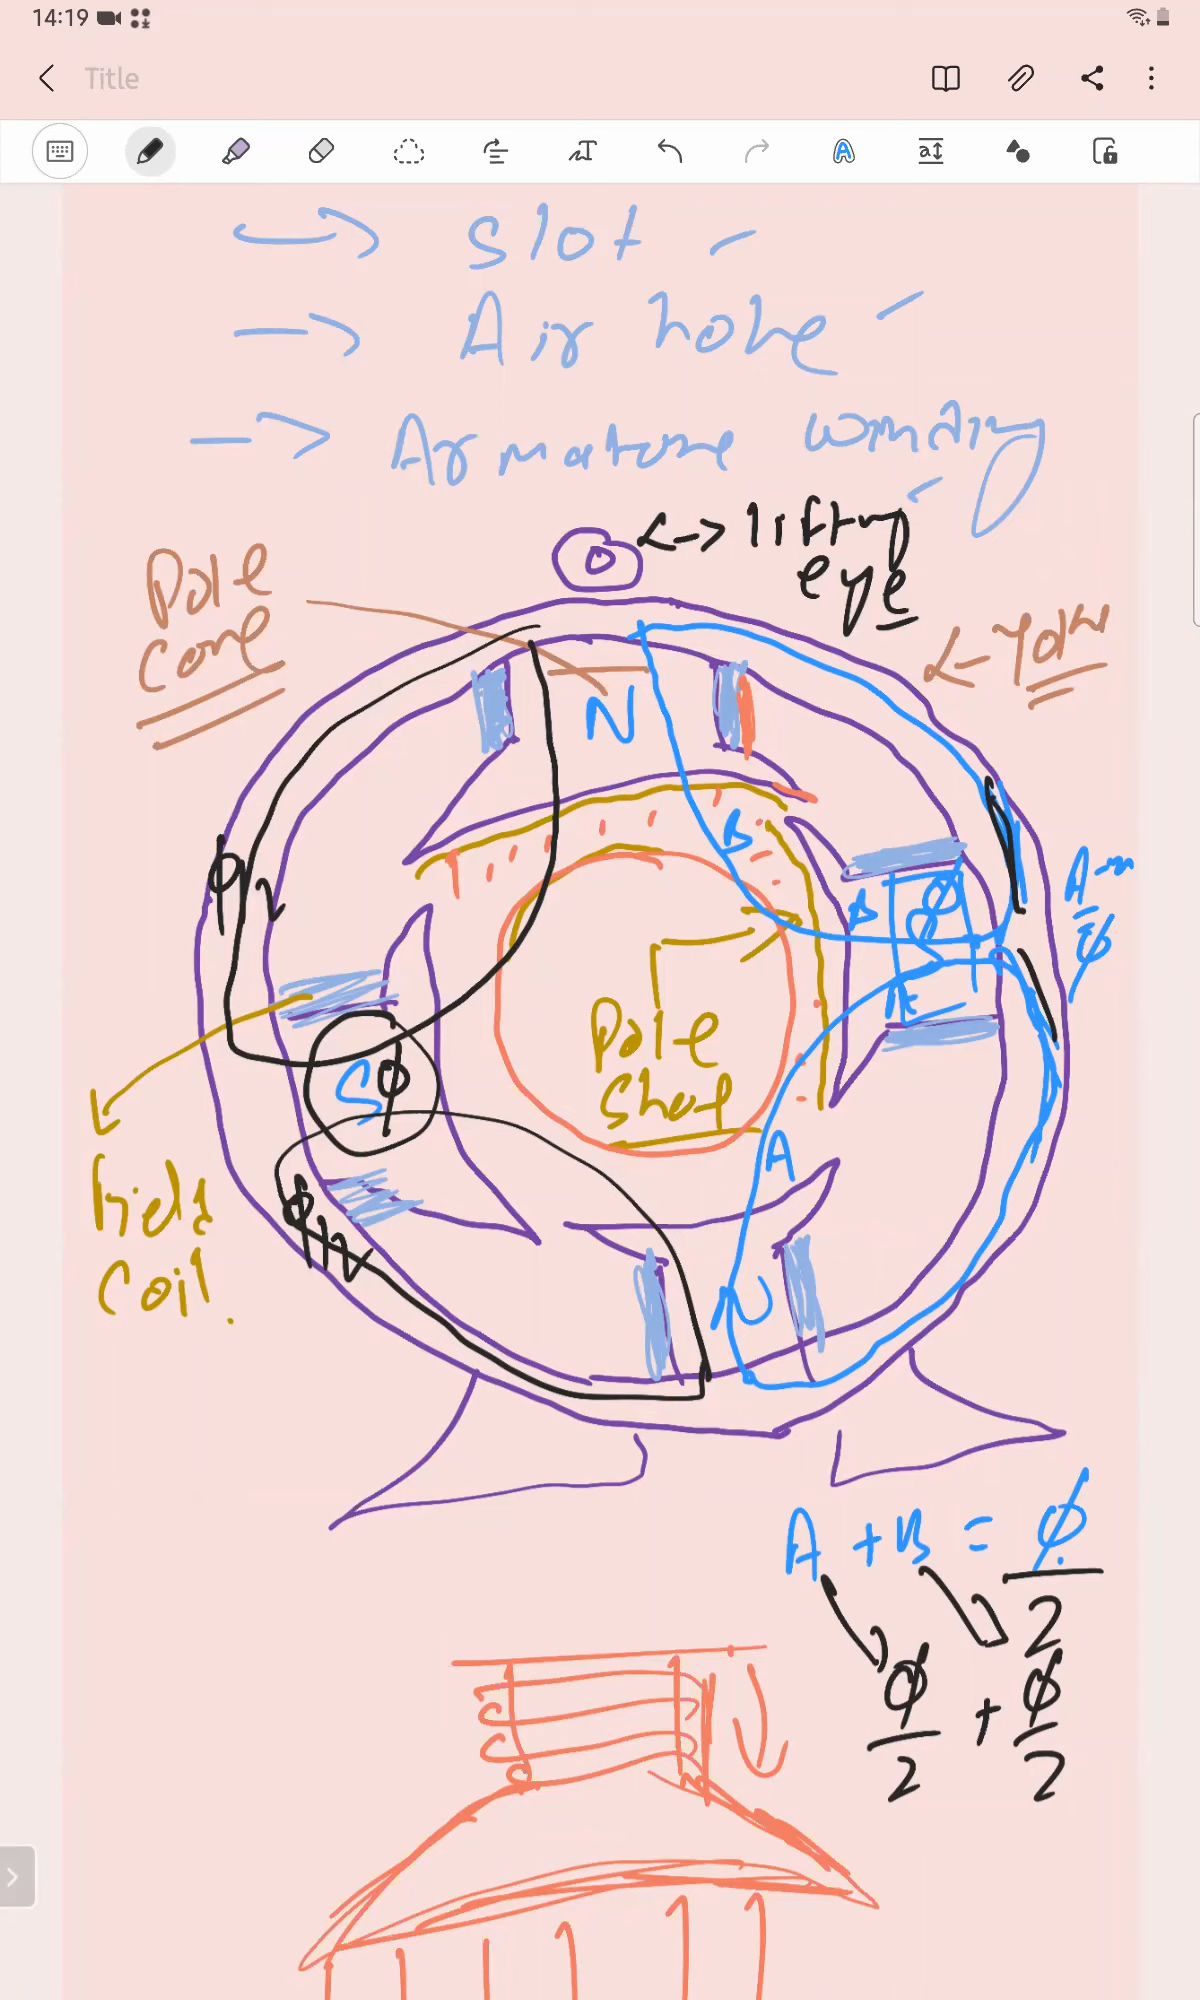 14:19
Title
slot
Air hole
Armature winding
<-> lifting
eye
Pole
core
<- Yoke
N
B
ϕ/2
B
ϕ
A
ϕ
Pole
Shoe
Sϕ
A
Field
coil.
ϕ/2
N
A + B = ϕ
2
ϕ/2 + ϕ/2